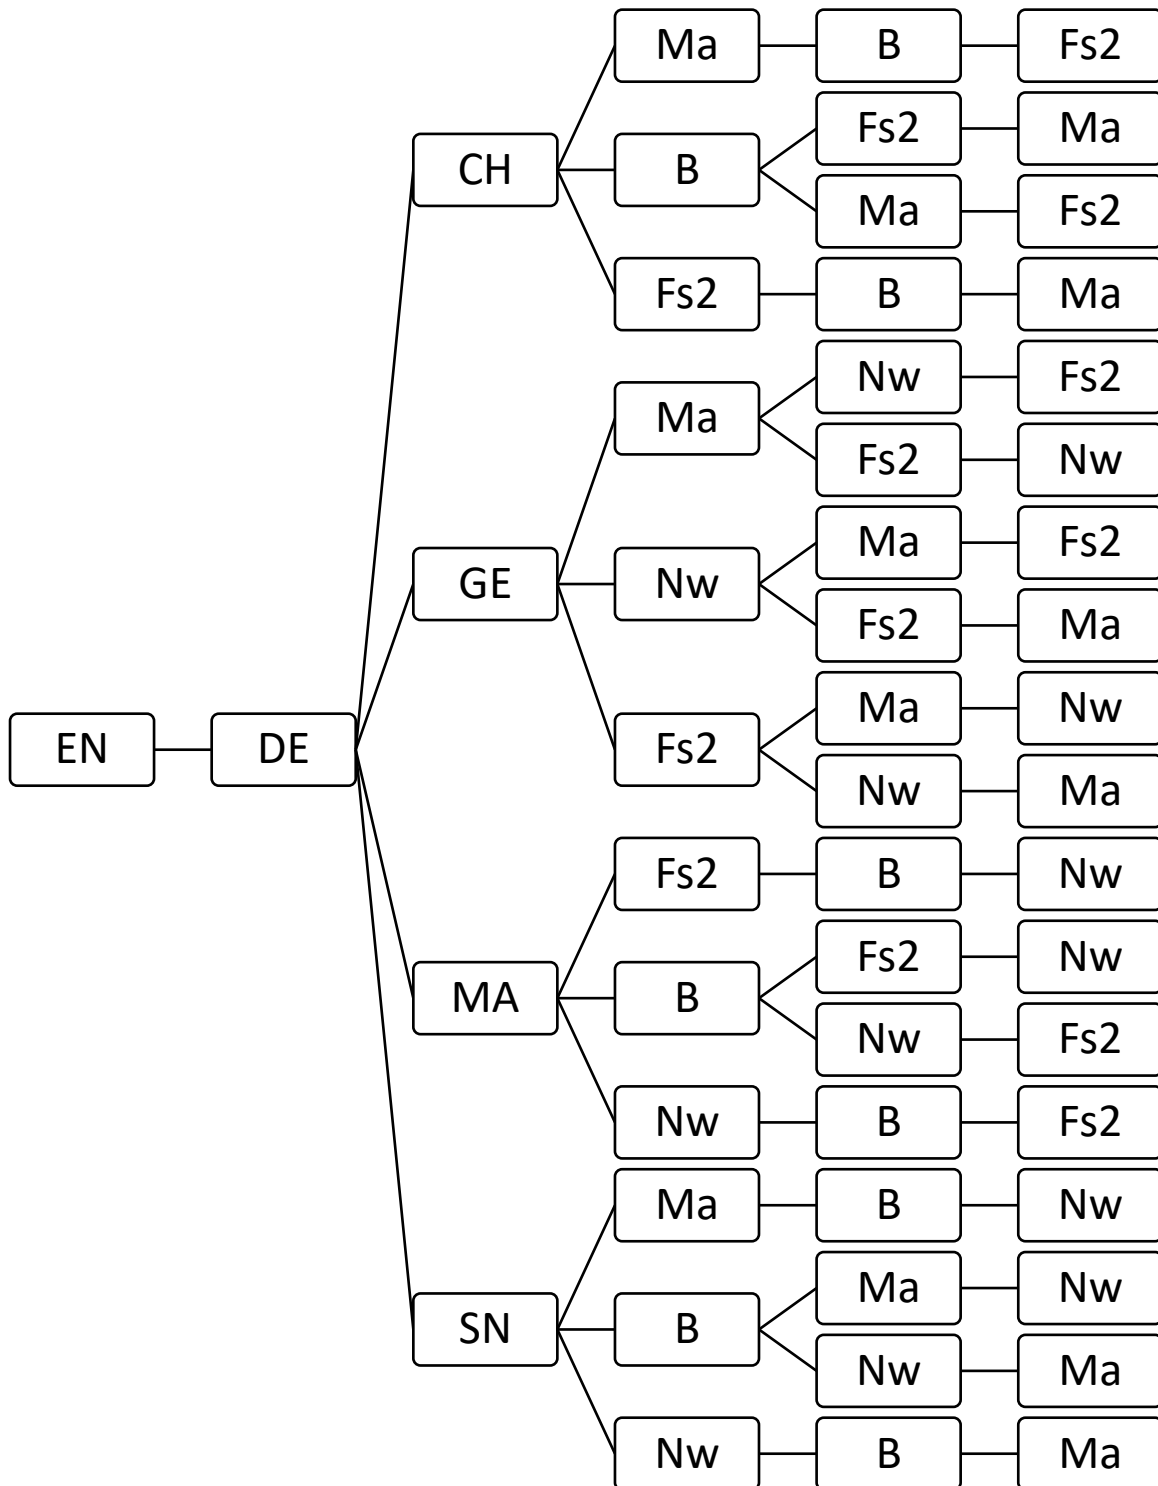 Ma B Fs2
Fs2 Ma
CH B
Ma Fs2
Fs2 B Ma
Nw Fs2
Ma
Fs2 Nw
Ma Fs2
GE Nw
Fs2 Ma
Ma Nw
EN DE Fs2
Nw Ma
Fs2 B Nw
Fs2 Nw
MA B
Nw Fs2
Nw B Fs2
Ma B Nw
Ma Nw
SN B
Nw Ma
Nw B Ma